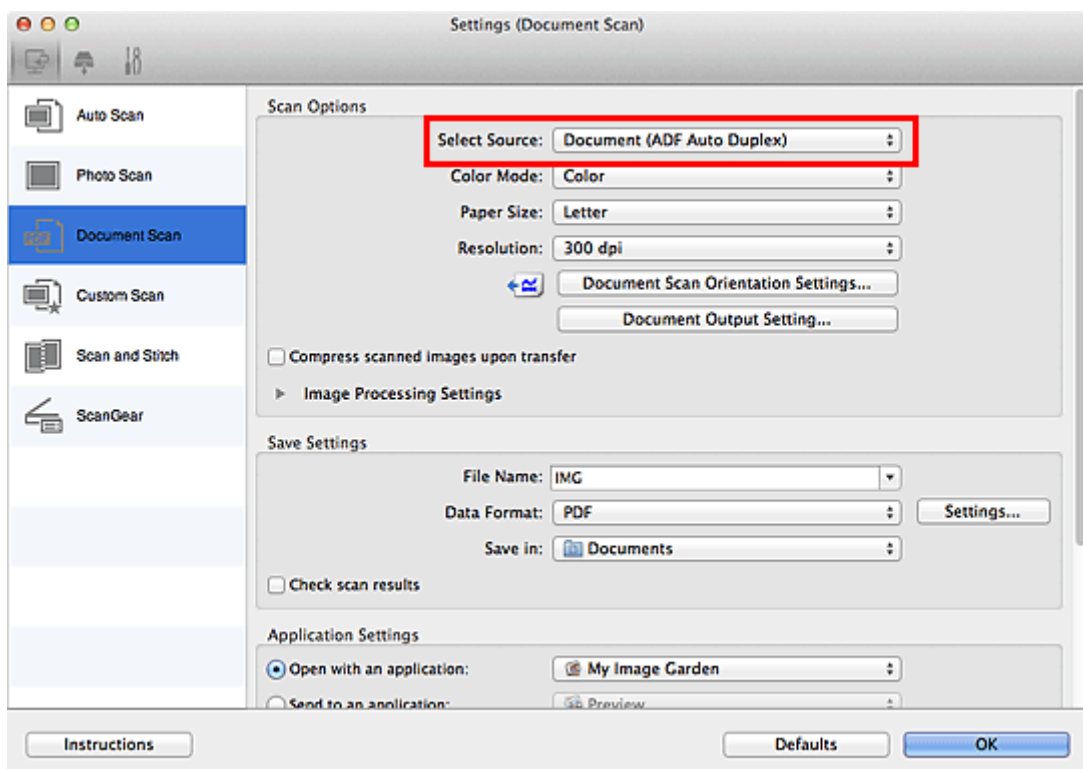 Settings (Document Scan)
Auto Scan
Photo Scan
PDF
Document Scan
Custom Scan
Scan and Stitch
ScanGear
Scan Options
Select Source: Document (ADF Auto Duplex)
Color Mode: Color
Paper Size: Letter
Resolution: 300 dpi
Document Scan Orientation Settings...
Document Output Setting...
Compress scanned images upon transfer
Image Processing Settings
Save Settings
File Name: IMG
Data Format: PDF Settings...
Save in: Documents
Check scan results
Application Settings
Open with an application: My Image Garden
Send to an application: Preview
Instructions Defaults OK